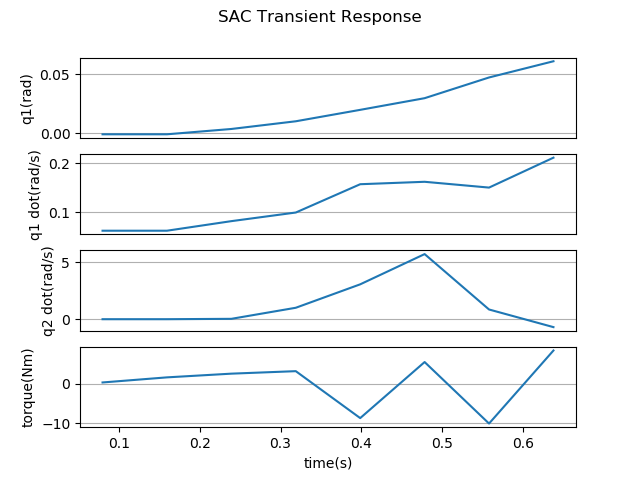 SAC Transient Response
q1(rad)
0.05
0.00
q1 dot(rad/s)
0.2
0.1
q2 dot(rad/s)
5
0
torque(Nm)
0
−10
0.1 0.2 0.3 0.4 0.5 0.6
time(s)